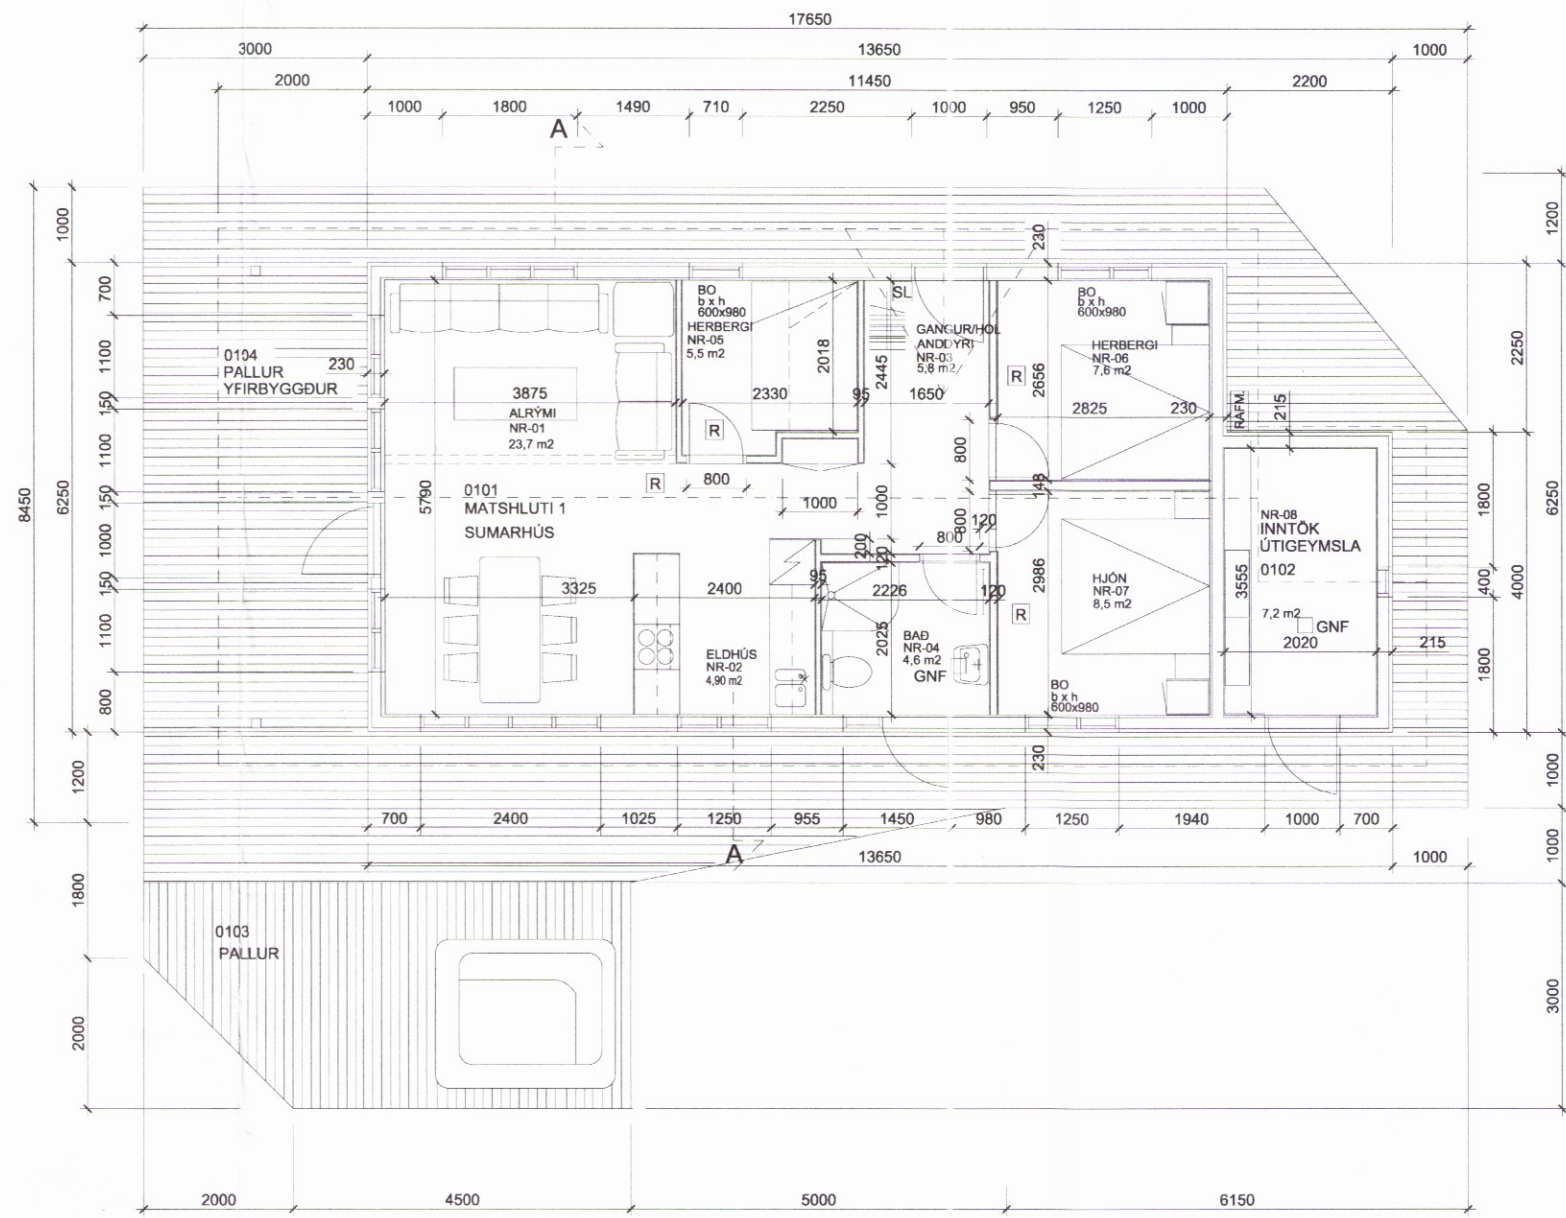 17650
3000 13650 1000
2000 11450 2200
1000 1800 1490 710 2250 1000 950 1250 1000
A
1000
1200
230
700
SL
BO
b x h
600x980
HERBERGI
NR-05
5,5 m2
GANGUR/HOL
ANDDYRI
NR-03
5,8 m2
BO
b x h
600x980
HERBERGI
NR-06
7,6 m2
2250
0104
PALLUR
YFIRBYGGÐUR
230
1100
150
2018
2445
R
2656
3875
ALRÝMI
NR-01
23,7 m2
2330
95
1650
2825
230
RAFM.
215
R
1100
800
8450
6250
5790
0101
MATSHLUTI 1
SUMARHÚS
R
800
1000
1000
148
150
800
120
800
200
120
NR-08
INNTÖK
ÚTIGEYMSLA
0102
1800
6250
1000
150
3325
2400
95
2226
120
2986
HJÓN
NR-07
8,5 m2
3555
7,2 m2
GNF
400
4000
1100
ELDHÚS
NR-02
4,90 m2
2025
BAÐ
NR-04
4,6 m2
GNF
R
2020
215
1800
800
BO
b x h
600x980
230
1200
1000
700 2400 1025 1250 955 1450 980 1250 1940 1000 700
A
13650 1000
1000
1800
0103
PALLUR
2000
3000
2000 4500 5000 6150